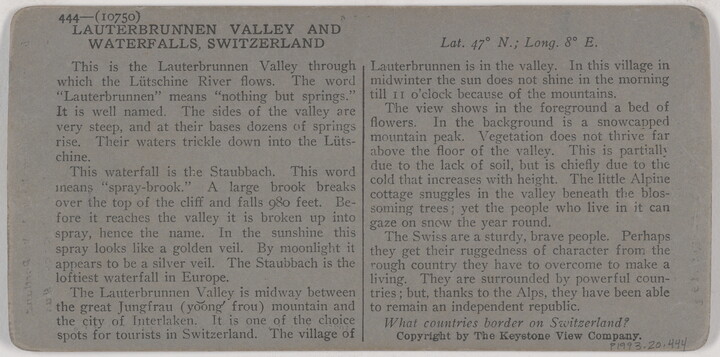 444—(10750)
LAUTERBRUNNEN VALLEY AND
WATERFALLS, SWITZERLAND
This is the Lauterbrunnen Valley through
which the Lütschine River flows. The word
"Lauterbrunnen" means "nothing but springs."
It is well named. The sides of the valley are
very steep, and at their bases dozens of springs
rise. Their waters trickle down into the Lüts-
chine.
This waterfall is the Staubbach. This word
means "spray-brook." A large brook breaks
over the top of the cliff and falls 980 feet. Be-
fore it reaches the valley it is broken up into
spray, hence the name. In the sunshine this
spray looks like a golden veil. By moonlight it
appears to be a silver veil. The Staubbach is the
loftiest waterfall in Europe.
The Lauterbrunnen Valley is midway between
the great Jungfrau (yo͝ong′ frou) mountain and
the city of Interlaken. It is one of the choice
spots for tourists in Switzerland. The village of
Lat. 47° N.; Long. 8° E.
Lauterbrunnen is in the valley. In this village in
midwinter the sun does not shine in the morning
till 11 o'clock because of the mountains.
The view shows in the foreground a bed of
flowers. In the background is a snowcapped
mountain peak. Vegetation does not thrive far
above the floor of the valley. This is partially
due to the lack of soil, but is chiefly due to the
cold that increases with height. The little Alpine
cottage snuggles in the valley beneath the blos-
soming trees; yet the people who live in it can
gaze on snow the year round.
The Swiss are a sturdy, brave people. Perhaps
they get their ruggedness of character from the
rough country they have to overcome to make a
living. They are surrounded by powerful coun-
tries; but, thanks to the Alps, they have been able
to remain an independent republic.
What countries border on Switzerland?
Copyright by The Keystone View Company.
P1993.20.444